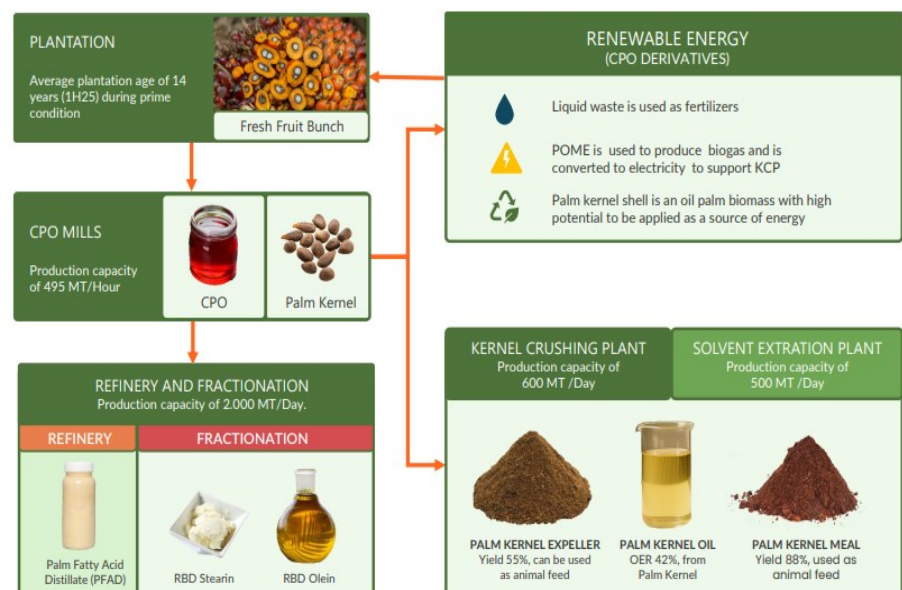 PLANTATION
Average plantation age of 14
years (1H25) during prime
condition
Fresh Fruit Bunch
RENEWABLE ENERGY
(CPO DERIVATIVES)
Liquid waste is used as fertilizers
POME is used to produce biogas and is
converted to electricity to support KCP
Palm kernel shell is an oil palm biomass with high
potential to be applied as a source of energy
CPO MILLS
Production capacity
of 495 MT/Hour
CPO
Palm Kernel
REFINERY AND FRACTIONATION
Production capacity of 2.000 MT/Day.
REFINERY
FRACTIONATION
Palm Fatty Acid
Distillate (PFAD)
RBD Stearin
RBD Olein
KERNEL CRUSHING PLANT
Production capacity of
600 MT /Day
SOLVENT EXTRATION PLANT
Production capacity of
500 MT /Day
PALM KERNEL EXPELLER
Yield 55%, can be used
as animal feed
PALM KERNEL OIL
OER 42%, from
Palm Kernel
PALM KERNEL MEAL
Yield 88%, used as
animal feed